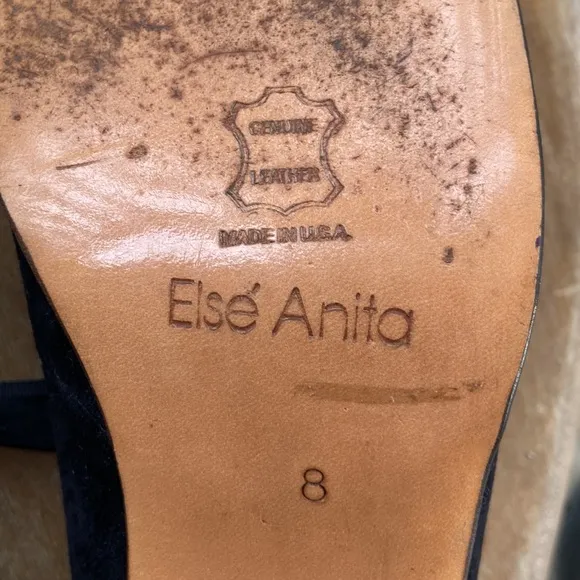 GENUINE
LEATHER
MADE IN U.S.A.
Elsé Anita
8